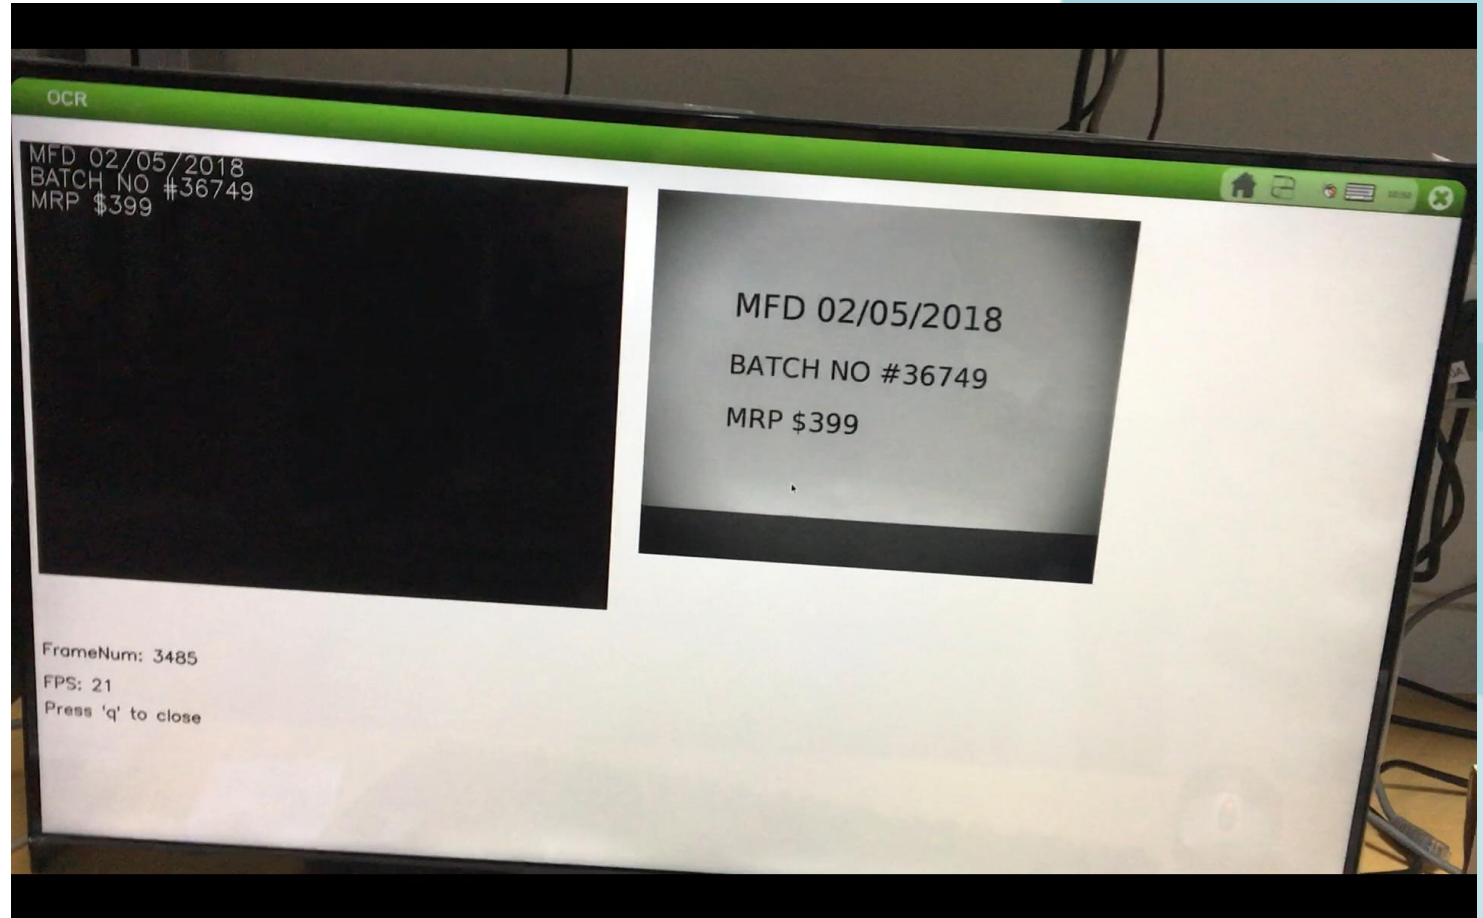 OCR
MFD 02/05/2018
BATCH NO #36749
MRP $399
MFD 02/05/2018
BATCH NO #36749
MRP $399
FrameNum: 3485
FPS: 21
Press 'q' to close